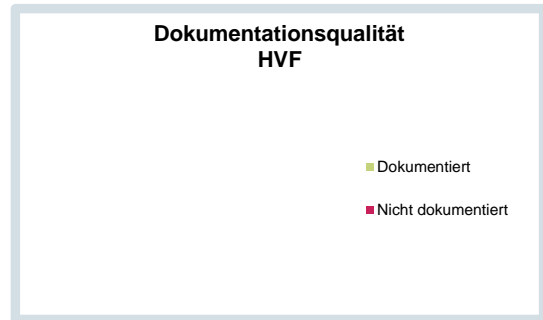 Dokumentationsqualität
HVF
Dokumentiert
Nicht dokumentiert